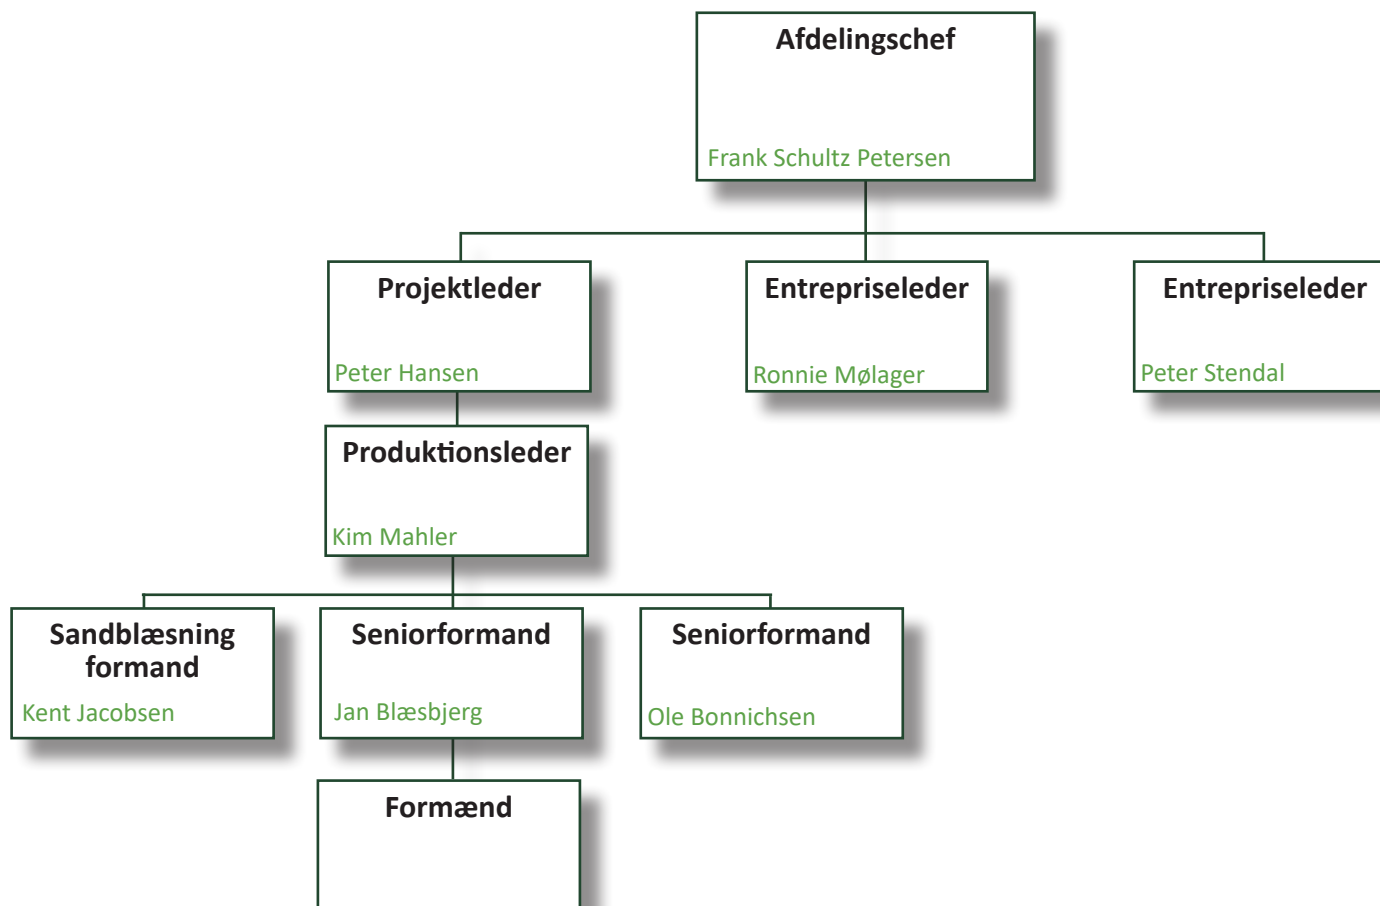 Afdelingschef
Frank Schultz Petersen
Projektleder
Peter Hansen
Entrepriseleder
Ronnie Mølager
Entrepriseleder
Peter Stendal
Produktionsleder
Kim Mahler
Sandblæsning
formand
Kent Jacobsen
Seniorformand
Jan Blæsbjerg
Seniorformand
Ole Bonnichsen
Formænd